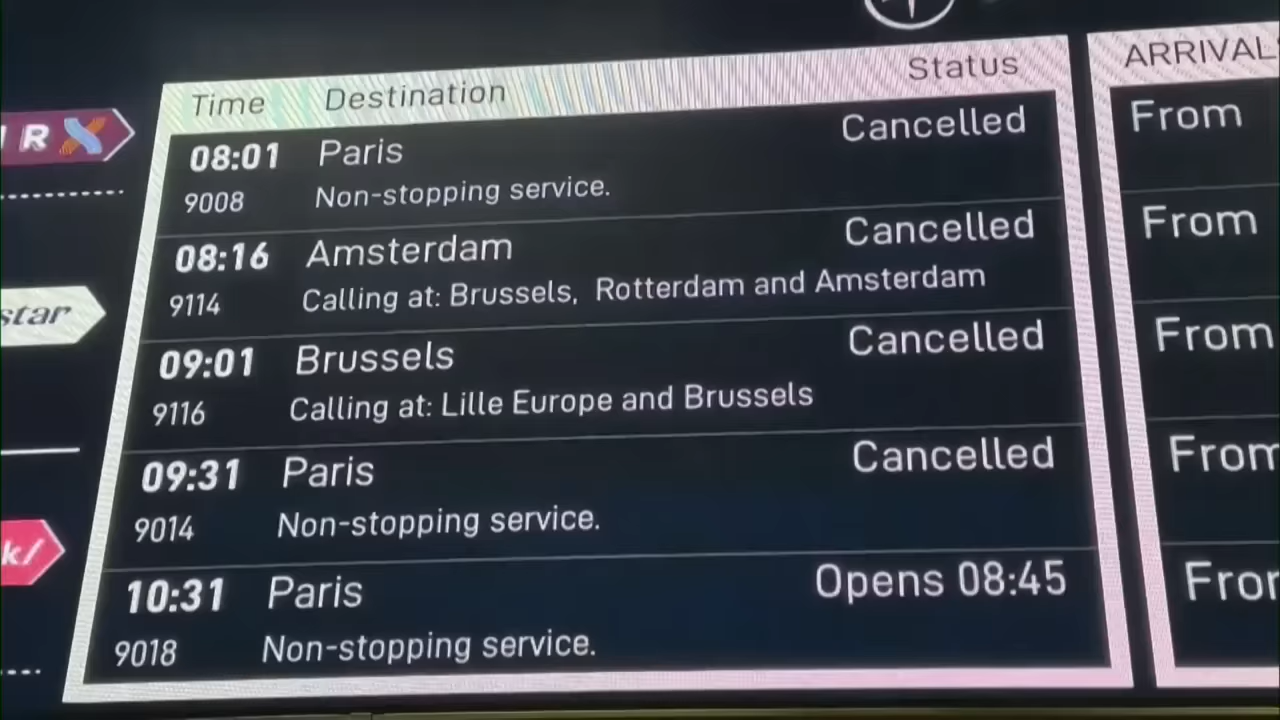 Time Destination Status
08:01 Paris Cancelled
9008 Non-stopping service.
08:16 Amsterdam Cancelled
9114 Calling at: Brussels, Rotterdam and Amsterdam
09:01 Brussels Cancelled
9116 Calling at: Lille Europe and Brussels
09:31 Paris Cancelled
9014 Non-stopping service.
10:31 Paris Opens 08:45
9018 Non-stopping service.
ARRIVAL
From
From
From
From
From
R
star
k/